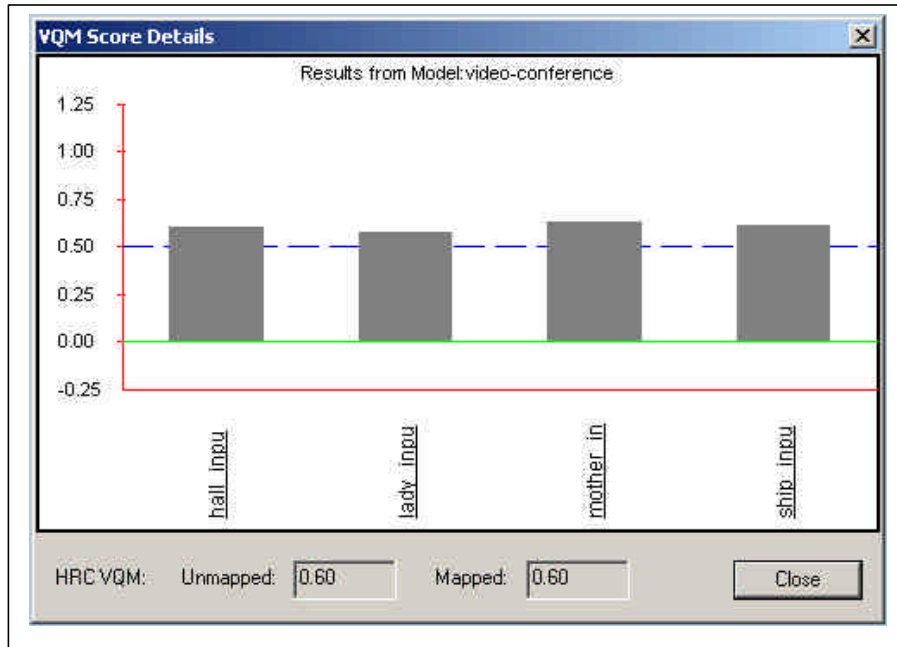 VQM Score Details
Results from Model:video-conference
1.25
1.00
0.75
0.50
0.25
0.00
-0.25
hall_inpu
lady_inpu
mother_in
ship_inpu
HRC VQM: Unmapped: 0.60 Mapped: 0.60 Close